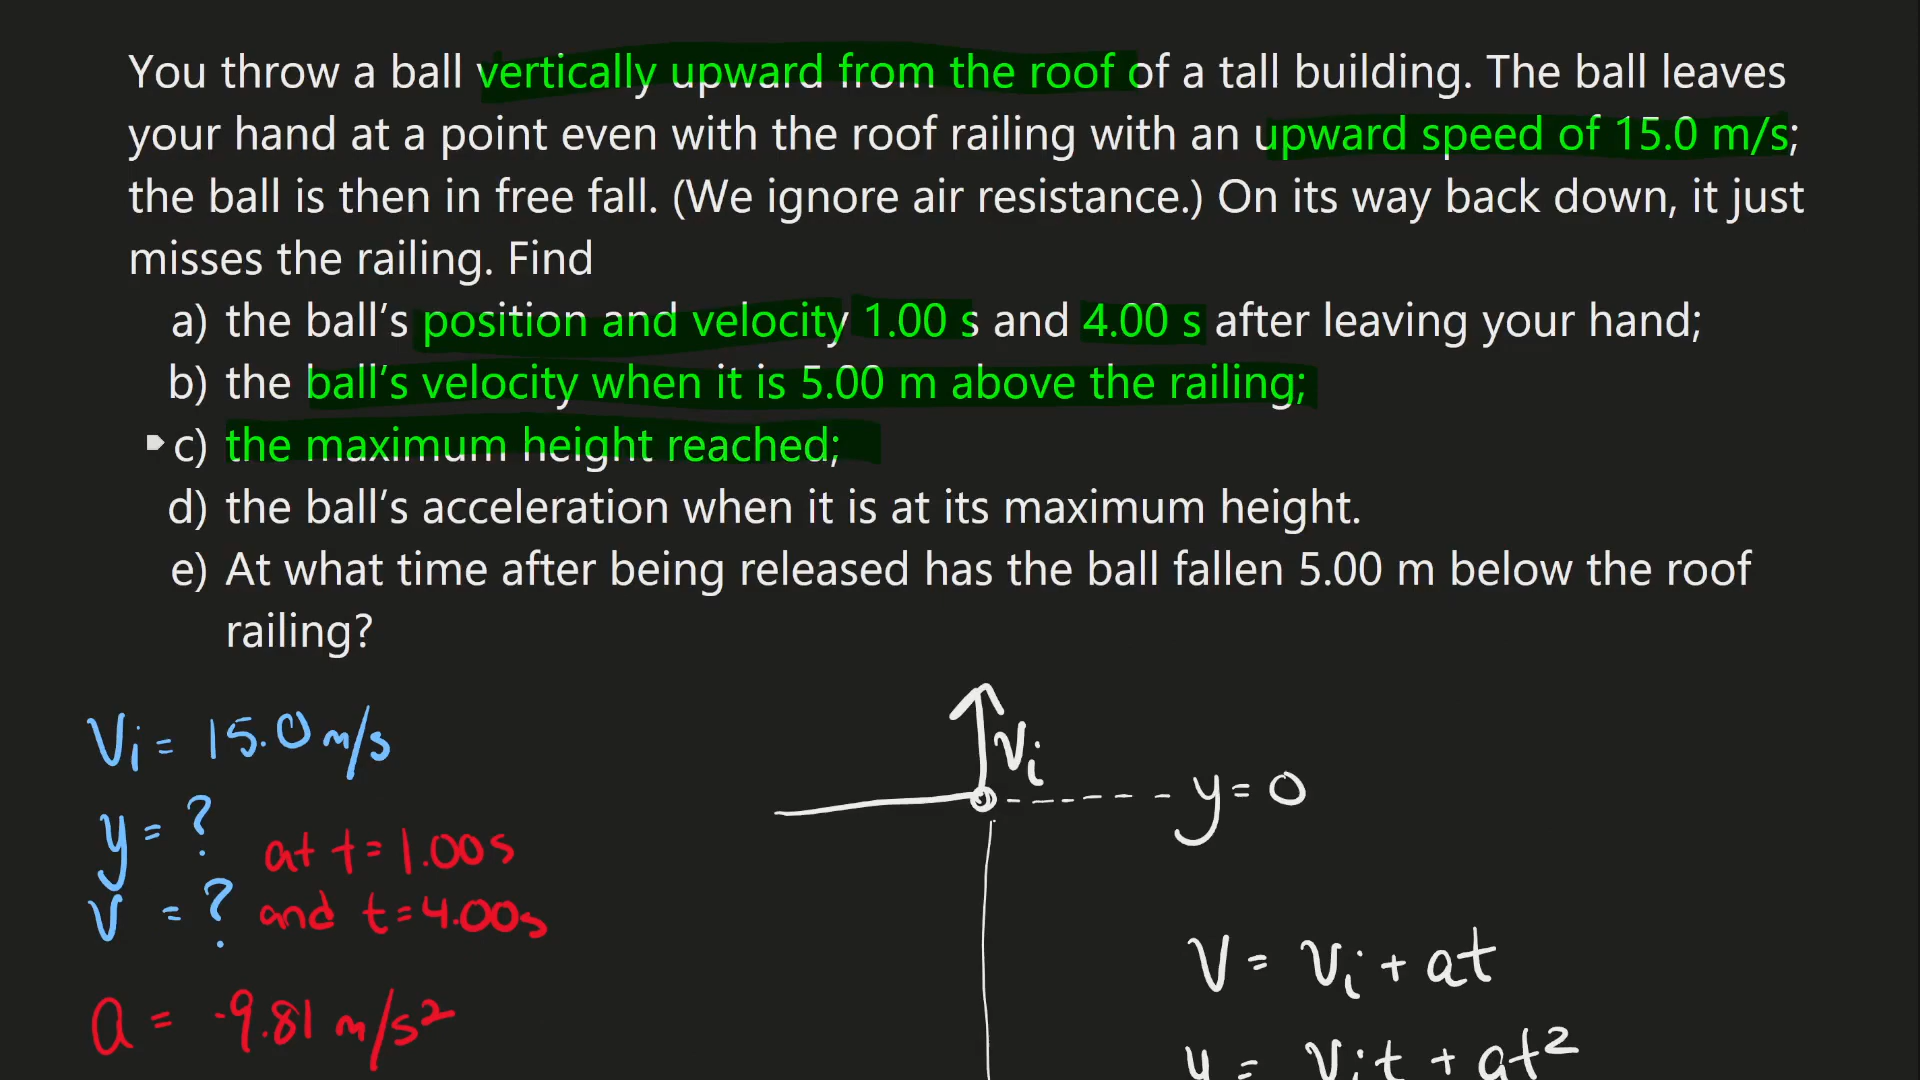 You throw a ball vertically upward from the roof of a tall building. The ball leaves
your hand at a point even with the roof railing with an upward speed of 15.0 m/s;
the ball is then in free fall. (We ignore air resistance.) On its way back down, it just
misses the railing. Find
a) the ball’s position and velocity 1.00 s and 4.00 s after leaving your hand;
b) the ball’s velocity when it is 5.00 m above the railing;
c) the maximum height reached;
d) the ball’s acceleration when it is at its maximum height.
e) At what time after being released has the ball fallen 5.00 m below the roof
railing?
Vi = 15.0 m/s
y = ?
at t = 1.00s
v = ?
and t = 4.00s
a = -9.81 m/s²
Vi
y = 0
V = Vi + at
y = Vit + at²